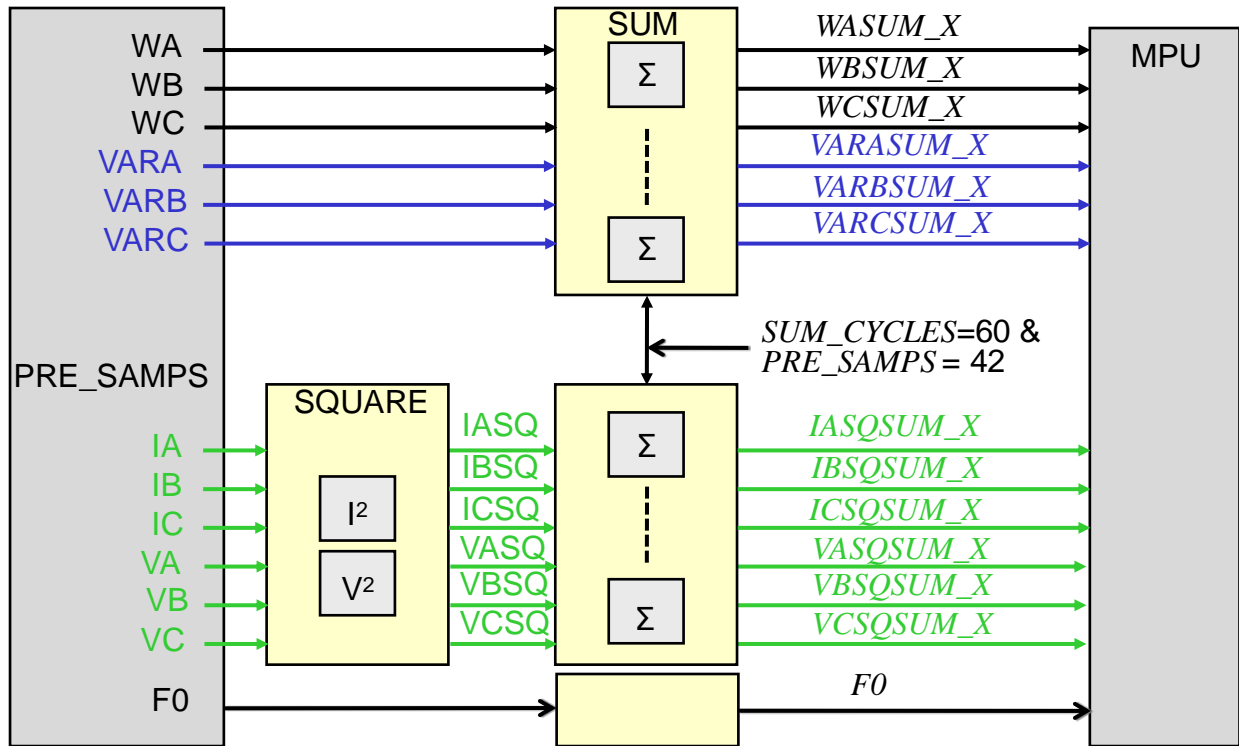 SUM
MPU
WA
WASUM_X
Σ
WB
WBSUM_X
WC
WCSUM_X
VARA
VARASUM_X
VARB
VARBSUM_X
VARC
VARCSUM_X
Σ
SUM_CYCLES=60 &
PRE_SAMPS = 42
PRE_SAMPS
SQUARE
IA
IASQ
Σ
IASQSUM_X
IB
IBSQ
IBSQSUM_X
IC
I²
ICSQ
ICSQSUM_X
VA
VASQ
VASQSUM_X
VB
V²
VBSQ
VBSQSUM_X
VC
VCSQ
Σ
VCSQSUM_X
F0
F0